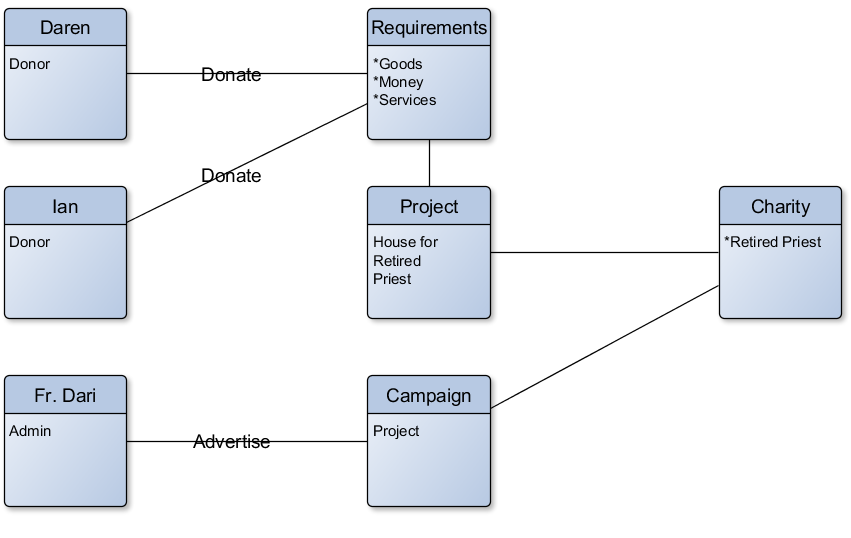 Daren
Donor
Donate
Requirements
*Goods
*Money
*Services
Ian
Donor
Donate
Project
House for
Retired
Priest
Charity
*Retired Priest
Fr. Dari
Admin
Advertise
Campaign
Project